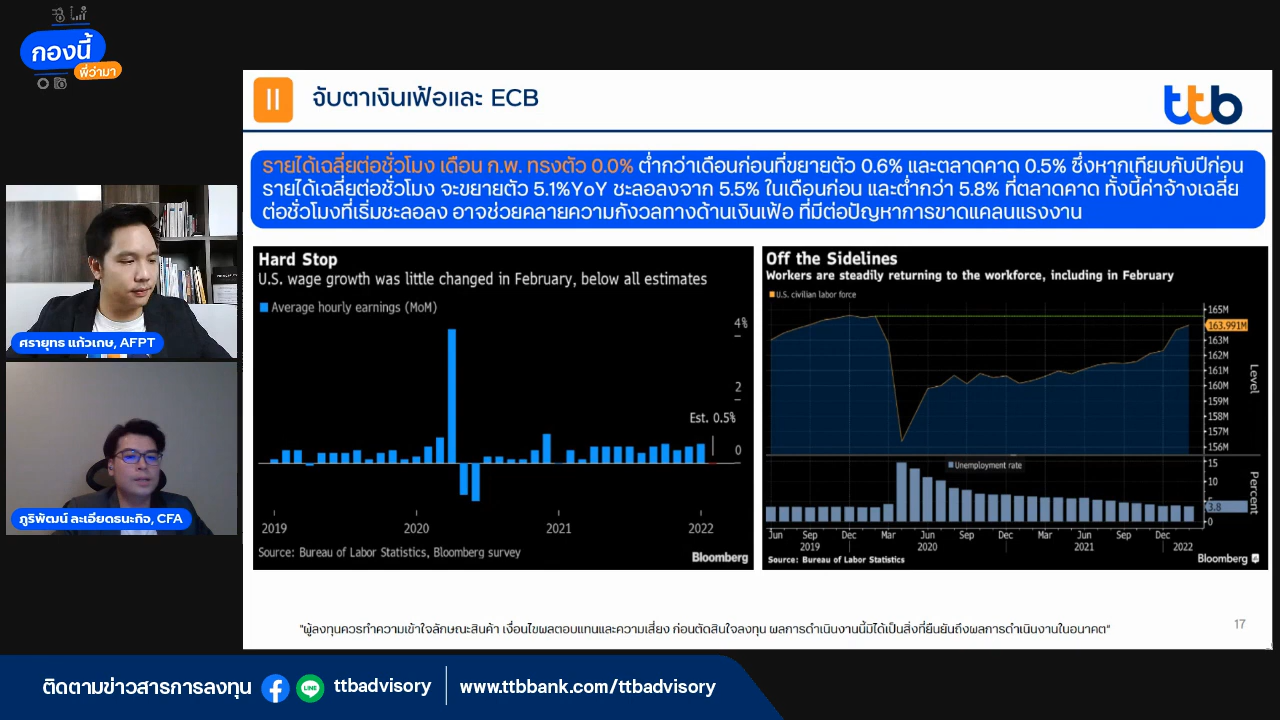 กองนี้
พี่ว่ามา
ศรายุทธ แก้วเกษ, AFPT
ภูริพัฒน์ ละเอียดธนะกิจ, CFA
II
จับตาเงินเฟ้อและ ECB
ttb
รายได้เฉลี่ยต่อชั่วโมง เดือน ก.พ. ทรงตัว 0.0% ต่ำกว่าเดือนก่อนที่ขยายตัว 0.6% และตลาดคาด 0.5% ซึ่งหากเทียบกับปีก่อน
รายได้เฉลี่ยต่อชั่วโมง จะขยายตัว 5.1%YoY ชะลอลงจาก 5.5% ในเดือนก่อน และต่ำกว่า 5.8% ที่ตลาดคาด ทั้งนี้ค่าจ้างเฉลี่ย
ต่อชั่วโมงที่เริ่มชะลอลง อาจช่วยคลายความกังวลทางด้านเงินเฟ้อ ที่มีต่อปัญหาการขาดแคลนแรงงาน
Hard Stop
U.S. wage growth was little changed in February, below all estimates
Average hourly earnings (MoM)
4%
2
Est. 0.5%
0
2019 2020 2021 2022
Source: Bureau of Labor Statistics, Bloomberg survey
Bloomberg
Off the Sidelines
Workers are steadily returning to the workforce, including in February
U.S. civilian labor force
165M
163.991M
163M
162M
161M
160M
159M
158M
157M
156M
Level
Unemployment rate
15
10
5
3.8
0
Percent
Jun Sep Dec Mar Jun Sep Dec Mar Jun Sep Dec
2019 2020 2021 2022
Source: Bureau of Labor Statistics
Bloomberg
"ผู้ลงทุนควรทำความเข้าใจลักษณะสินค้า เงื่อนไขผลตอบแทนและความเสี่ยง ก่อนตัดสินใจลงทุน ผลการดำเนินงานนี้มิได้เป็นสิ่งที่ยืนยันถึงผลการดำเนินงานในอนาคต"
17
ติดตามข่าวสารการลงทุน
LINE
ttbadvisory
www.ttbbank.com/ttbadvisory